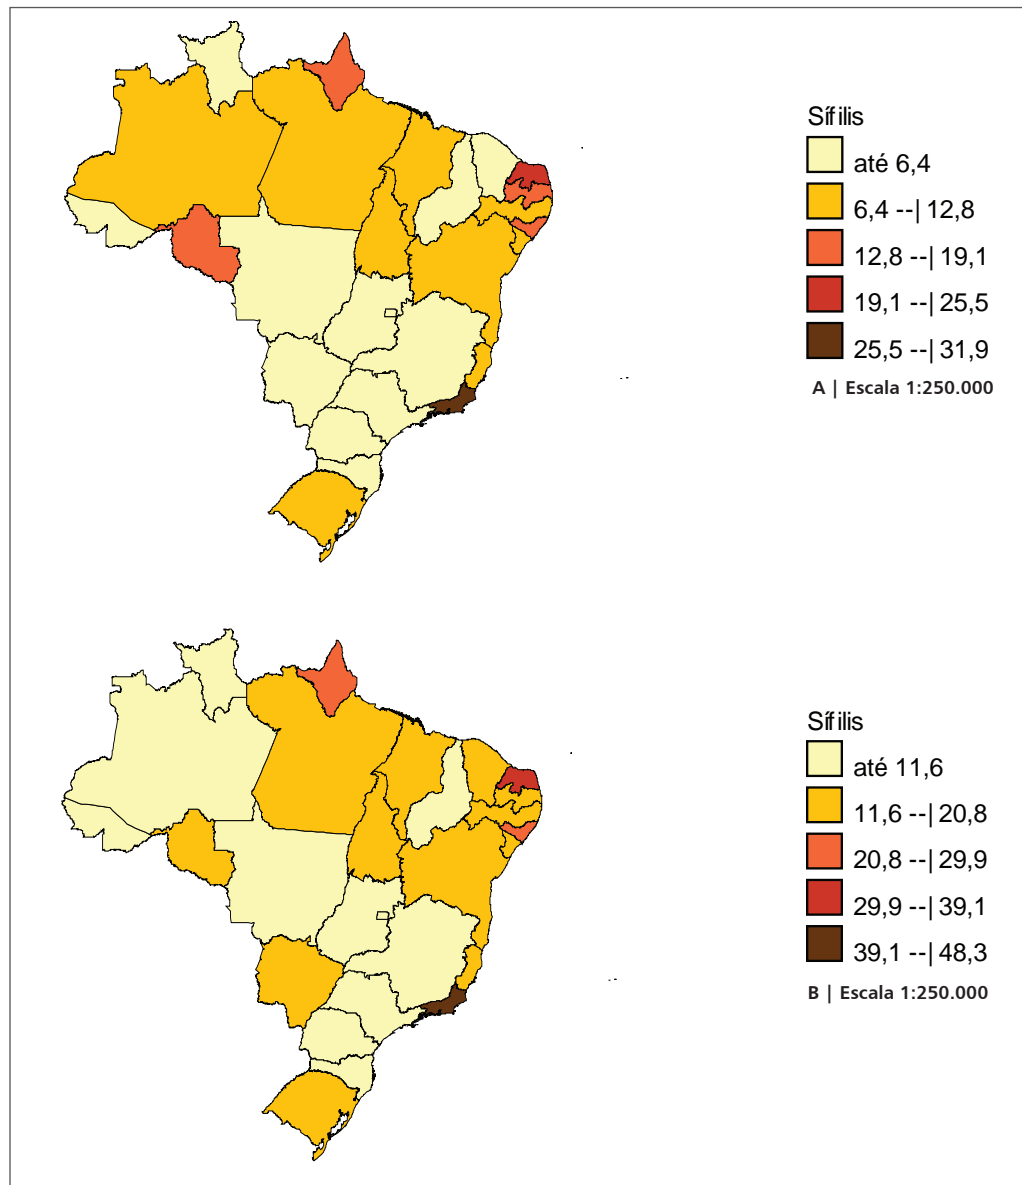 Sífilis
até 6,4
6,4 --| 12,8
12,8 --| 19,1
19,1 --| 25,5
25,5 --| 31,9
A | Escala 1:250.000
Sífilis
até 11,6
11,6 --| 20,8
20,8 --| 29,9
29,9 --| 39,1
39,1 --| 48,3
B | Escala 1:250.000